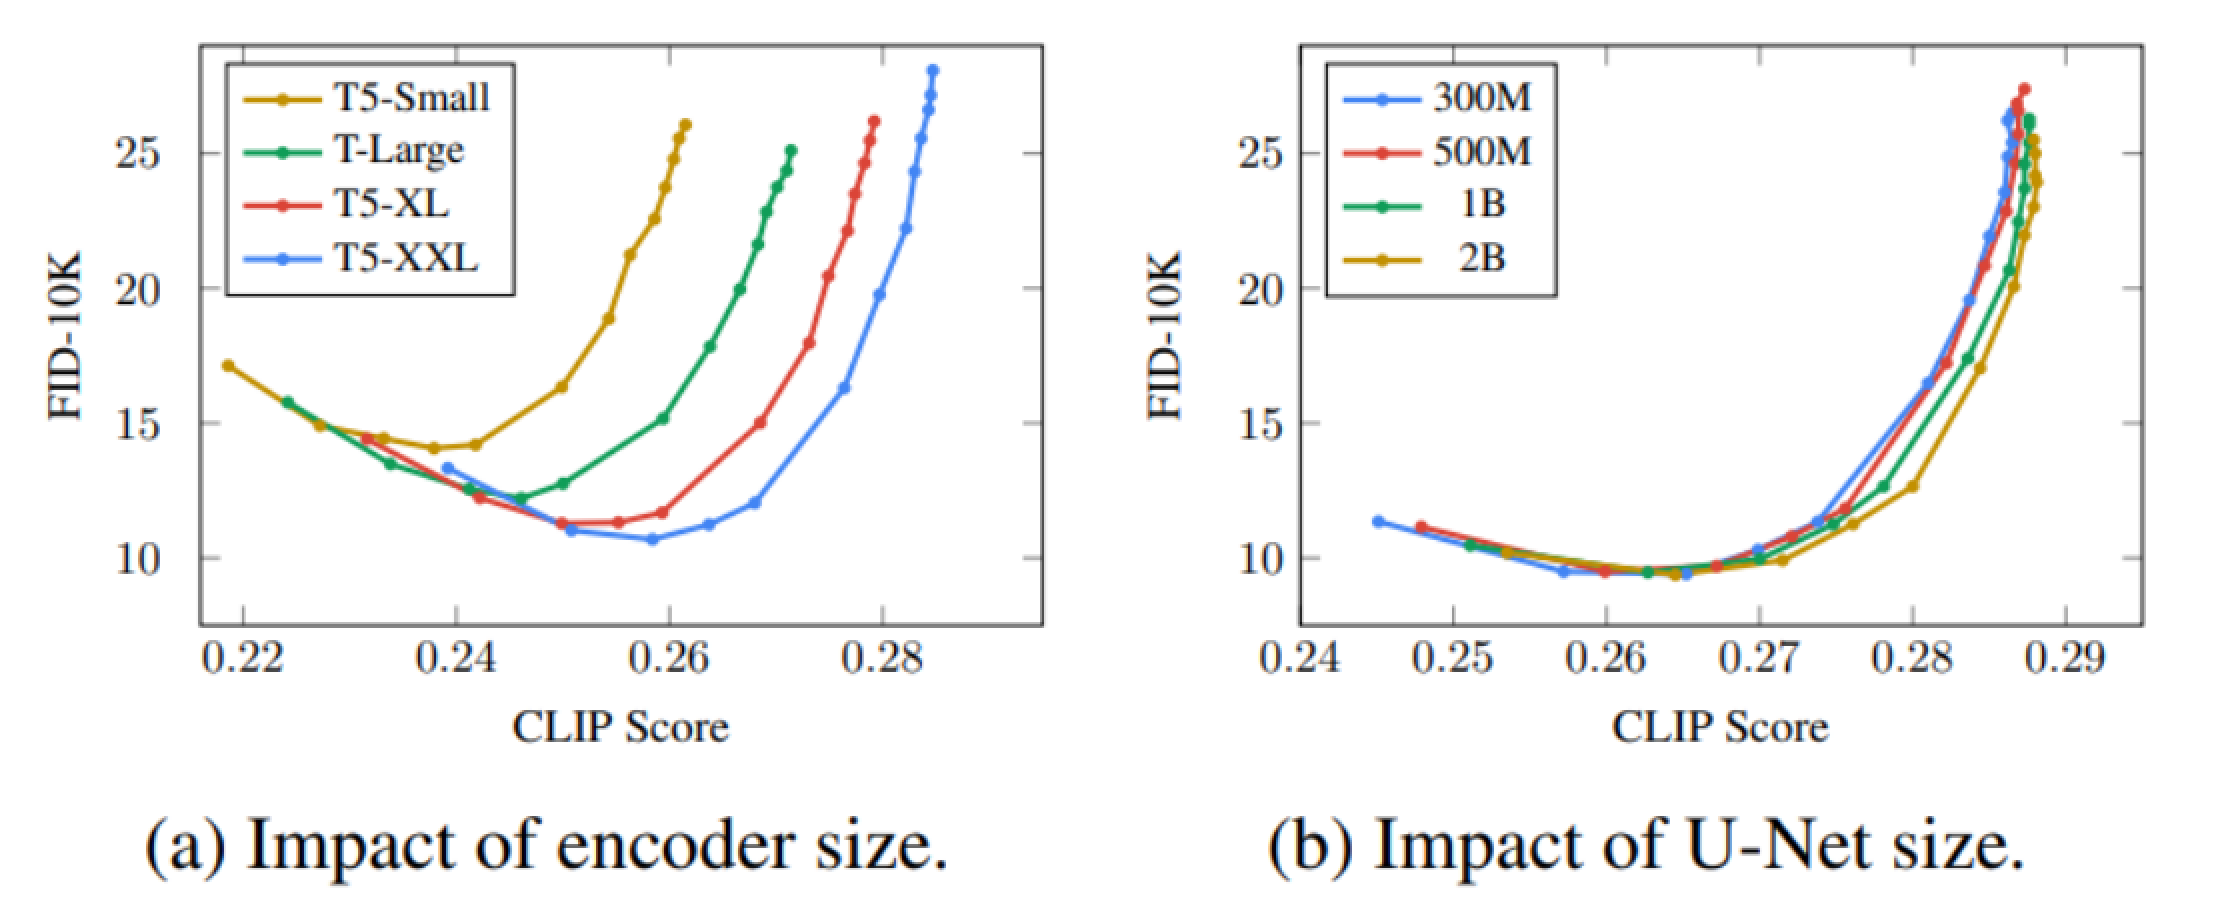 T5-Small
T-Large
T5-XL
T5-XXL
25
20
15
10
FID-10K
0.22 0.24 0.26 0.28
CLIP Score
(a) Impact of encoder size.
300M
500M
1B
2B
25
20
15
10
FID-10K
0.24 0.25 0.26 0.27 0.28 0.29
CLIP Score
(b) Impact of U-Net size.